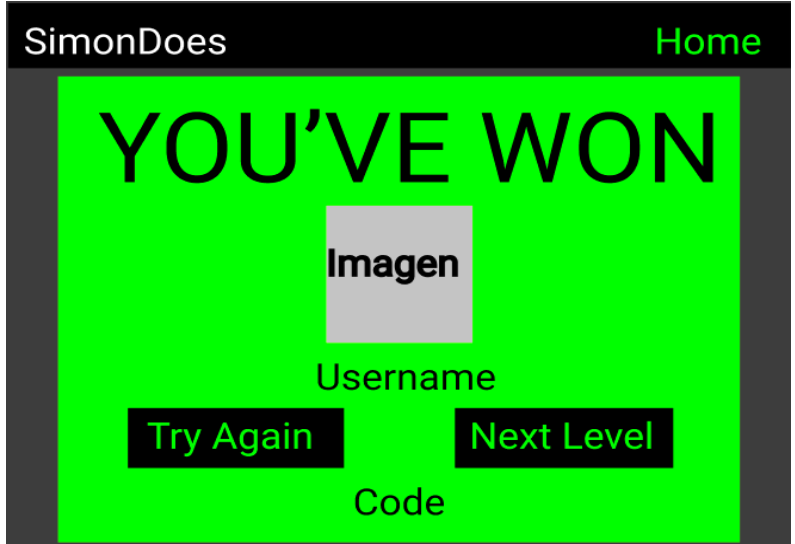 SimonDoes Home
YOU’VE WON
Imagen
Username
Try Again Next Level
Code